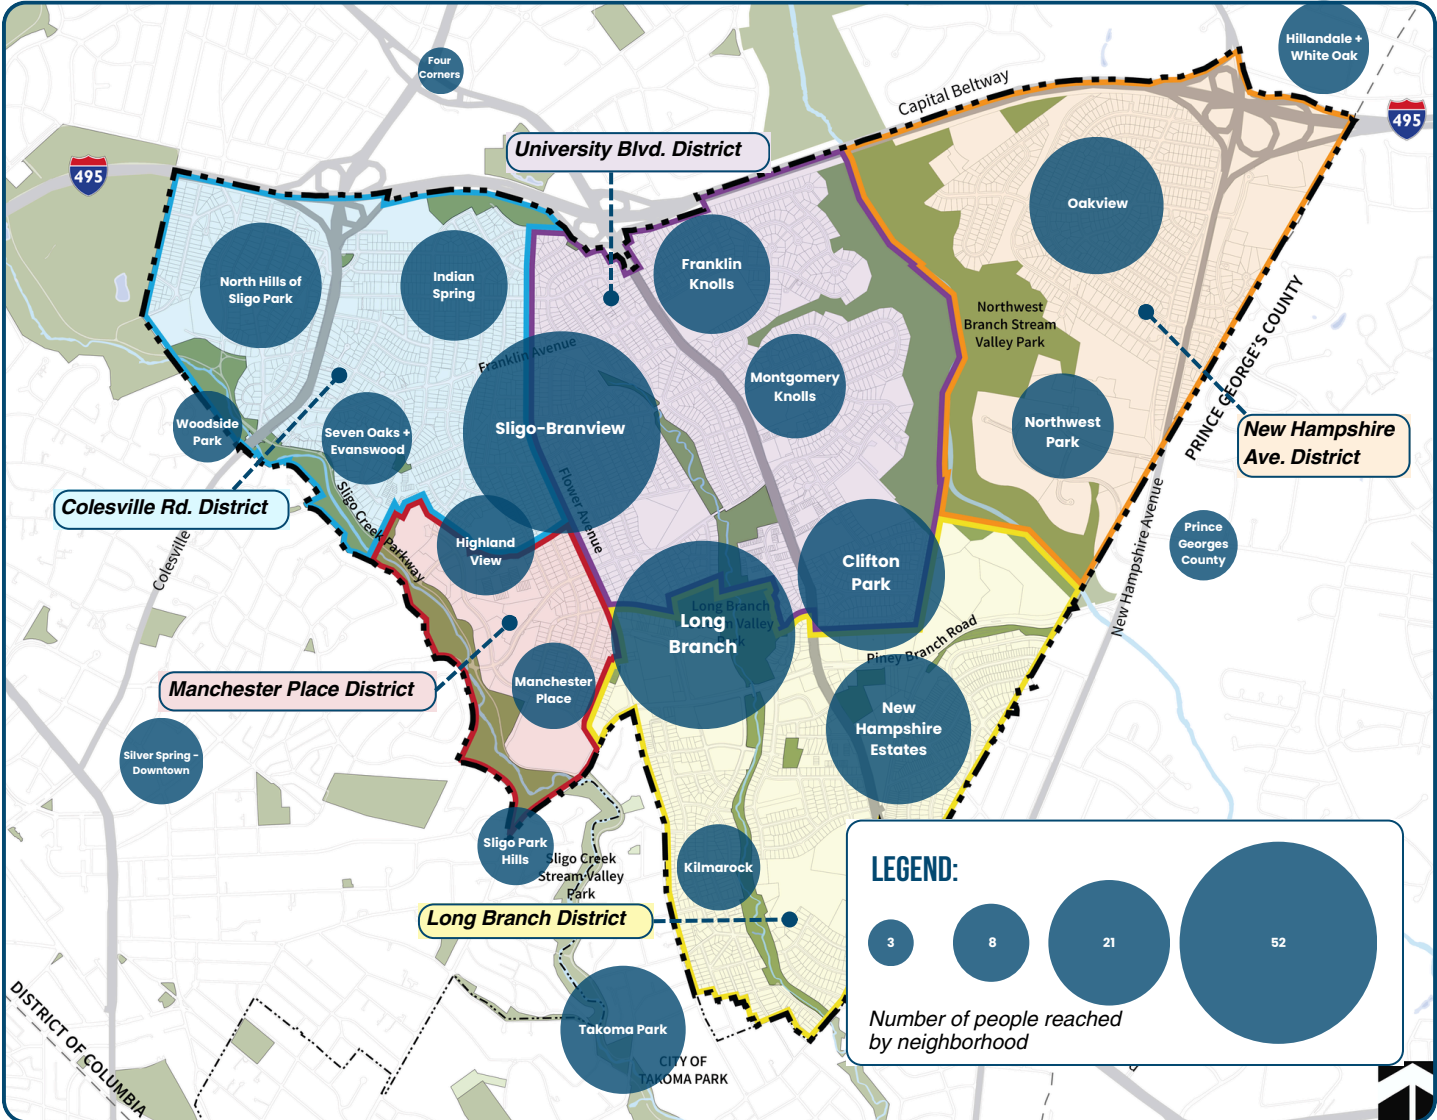 Hillandale +
White Oak
Four
Corners
Capital Beltway
495
495
University Blvd. District
Oakview
North Hills of
Sligo Park
Indian
Spring
Franklin
Knolls
Northwest
Branch Stream
Valley Park
PRINCE GEORGE'S COUNTY
Franklin Avenue
Montgomery
Knolls
Woodside
Park
Seven Oaks +
Evanswood
Sligo-Branview
Northwest
Park
New Hampshire
Ave. District
Colesville Rd. District
Sligo Creek Parkway
Flower Avenue
Highland
View
Colesville
Clifton
Park
Prince
Georges
County
New Hampshire Avenue
Long Branch
Valley
Park
Long
Branch
Piney Branch Road
Manchester Place District
Manchester
Place
New
Hampshire
Estates
Silver Spring -
Downtown
Sligo Park
Hills
Sligo Creek
Stream Valley
Park
Kilmarock
Long Branch District
LEGEND:
3
8
21
52
Number of people reached
by neighborhood
Takoma Park
CITY OF
TAKOMA PARK
DISTRICT OF COLUMBIA